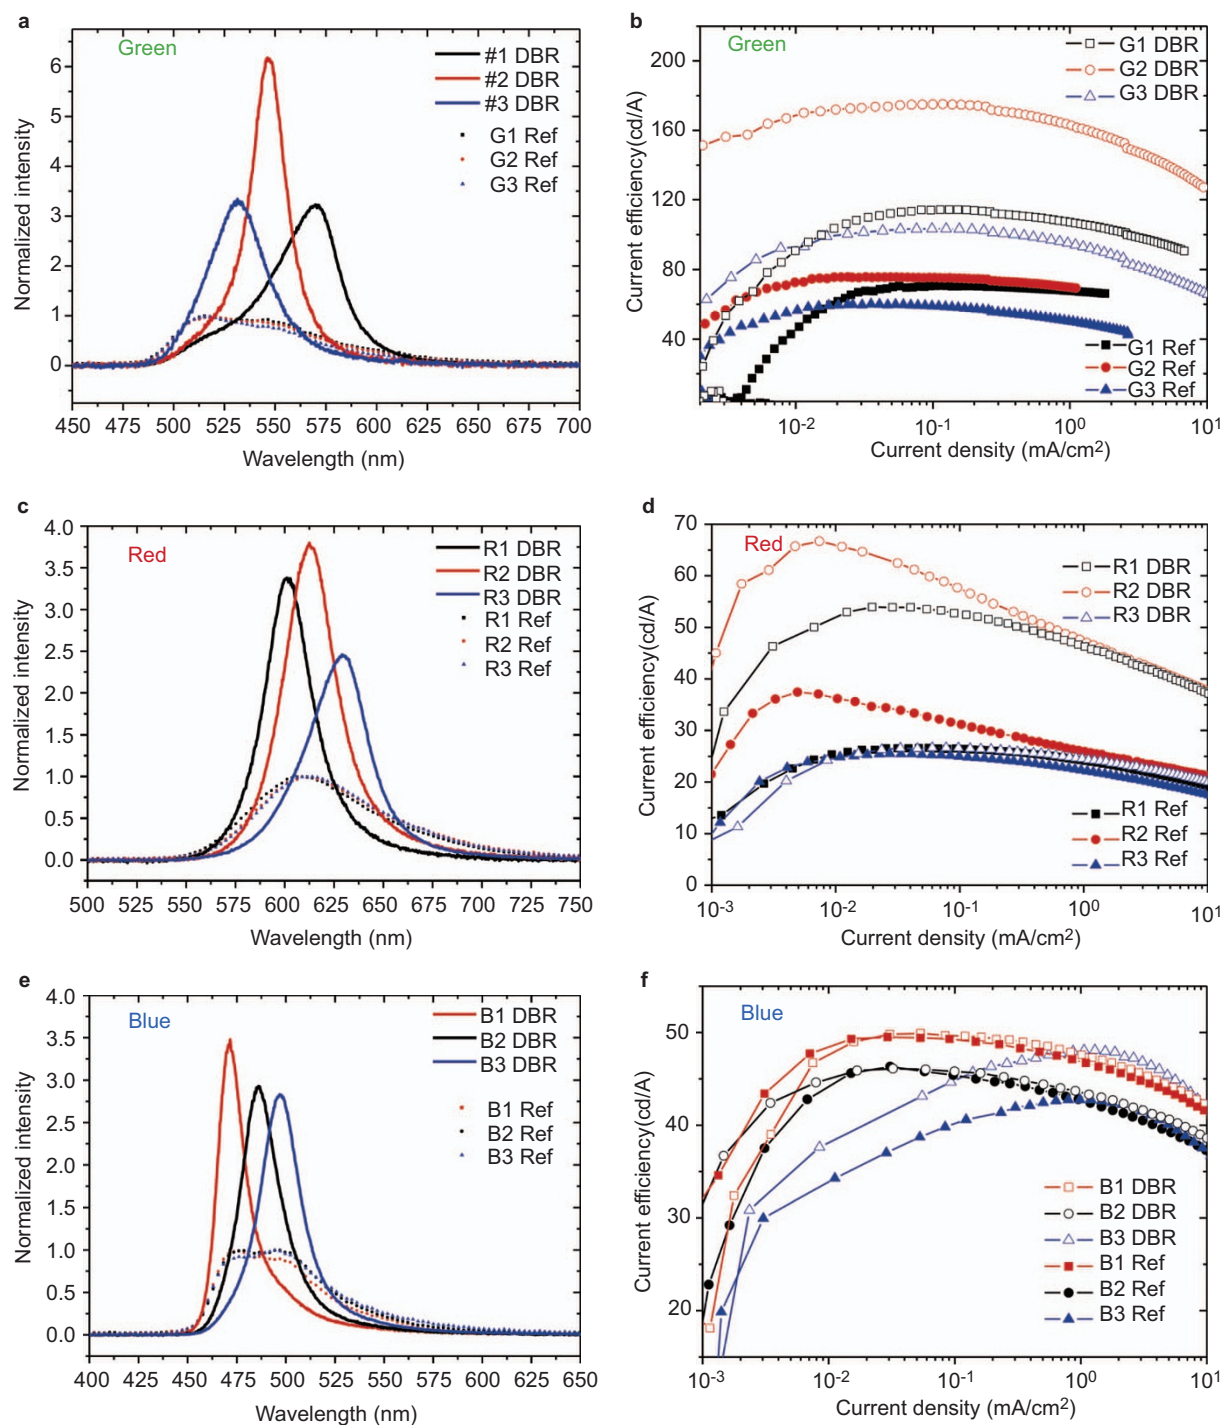 a
Green
#1 DBR
#2 DBR
#3 DBR
G1 Ref
G2 Ref
G3 Ref
Normalized intensity
6
5
4
3
2
1
0
450 475 500 525 550 575 600 625 650 675 700
Wavelength (nm)
b
Green
G1 DBR
G2 DBR
G3 DBR
G1 Ref
G2 Ref
G3 Ref
Current efficiency(cd/A)
200
160
120
80
40
10-2 10-1 100 101
Current density (mA/cm2)
c
Red
R1 DBR
R2 DBR
R3 DBR
R1 Ref
R2 Ref
R3 Ref
Normalized intensity
4.0
3.5
3.0
2.5
2.0
1.5
1.0
0.5
0.0
500 525 550 575 600 625 650 675 700 725 750
Wavelength (nm)
d
Red
R1 DBR
R2 DBR
R3 DBR
R1 Ref
R2 Ref
R3 Ref
Current efficiency(cd/A)
70
60
50
40
30
20
10
0
10-3 10-2 10-1 100 101
Current density (mA/cm2)
e
Blue
B1 DBR
B2 DBR
B3 DBR
B1 Ref
B2 Ref
B3 Ref
Normalized intensity
4.0
3.5
3.0
2.5
2.0
1.5
1.0
0.5
0.0
400 425 450 475 500 525 550 575 600 625 650
Wavelength (nm)
f
Blue
B1 DBR
B2 DBR
B3 DBR
B1 Ref
B2 Ref
B3 Ref
Current efficiency(cd/A)
50
40
30
20
10-3 10-2 10-1 100 101
Current density (mA/cm2)